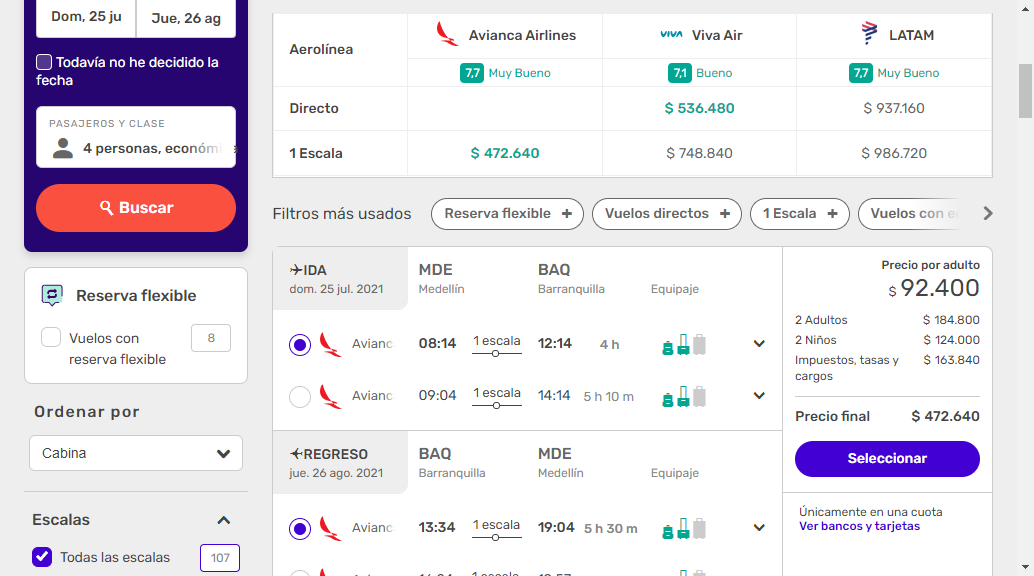 Dom, 25 ju
Jue, 26 ag
Todavía no he decidido la
fecha
PASAJEROS Y CLASE
4 personas, económi
Buscar
Reserva flexible
Vuelos con
reserva flexible
8
Ordenar por
Cabina
Escalas
Todas las escalas
107
Aerolínea
Avianca Airlines
VIVA Viva Air
LATAM
7,7 Muy Bueno
7,1 Bueno
7,7 Muy Bueno
Directo
$ 536.480
$ 937.160
1 Escala
$ 472.640
$ 748.840
$ 986.720
Filtros más usados
Reserva flexible +
Vuelos directos +
1 Escala +
Vuelos con e
IDA
dom. 25 jul. 2021
MDE
Medellín
BAQ
Barranquilla
Equipaje
Avianc
08:14
1 escala
12:14
4 h
Avianc
09:04
1 escala
14:14
5 h 10 m
REGRESO
jue. 26 ago. 2021
BAQ
Barranquilla
MDE
Medellín
Equipaje
Avianc
13:34
1 escala
19:04
5 h 30 m
Precio por adulto
$ 92.400
2 Adultos $ 184.800
2 Niños $ 124.000
Impuestos, tasas y $ 163.840
cargos
Precio final $ 472.640
Seleccionar
Únicamente en una cuota
Ver bancos y tarjetas